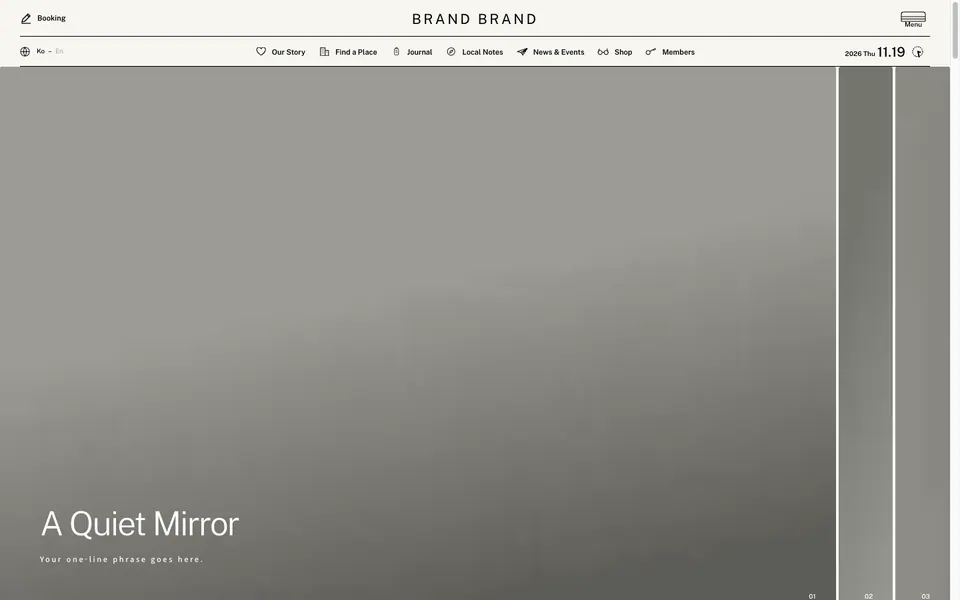 Booking
BRAND BRAND
Menu
Ko – En
Our Story
Find a Place
Journal
Local Notes
News & Events
Shop
Members
2026 Thu 11.19
A Quiet Mirror
Your one-line phrase goes here.
01
02
03